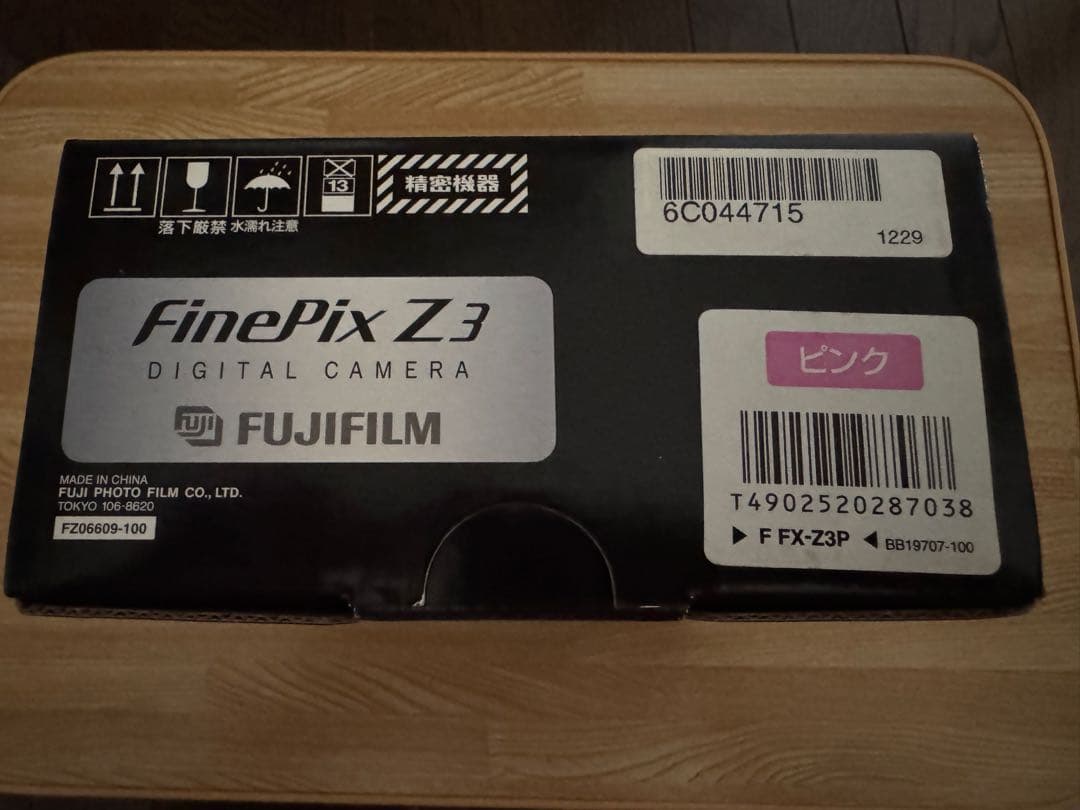 13
精密機器
落下厳禁 水濡れ注意
FinePix Z3
DIGITAL CAMERA
FUJI FUJIFILM
MADE IN CHINA
FUJI PHOTO FILM CO., LTD.
TOKYO 106-8620
FZ06609-100
6C044715
1229
ピンク
T4902520287038
▶ F FX-Z3P ◀ BB19707-100